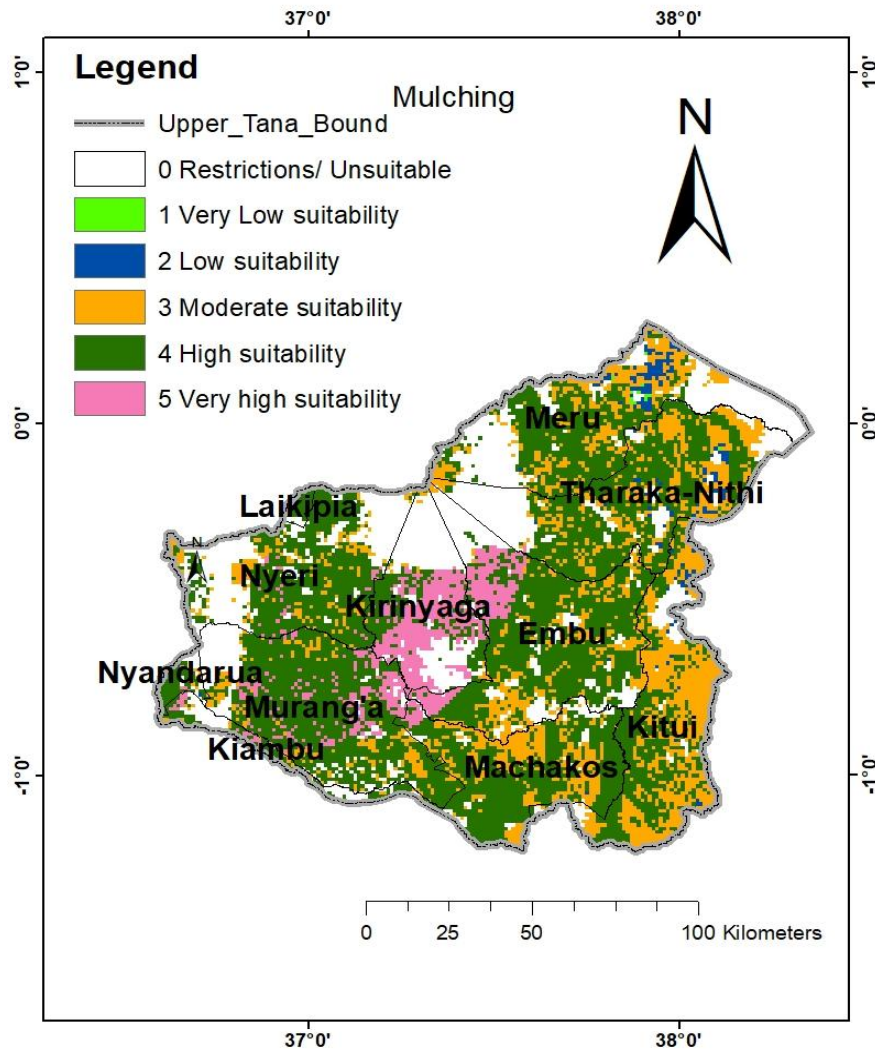 37°0' 38°0'
1°0' 1°0'
Legend
Mulching
N
Upper_Tana_Bound
0 Restrictions/ Unsuitable
1 Very Low suitability
2 Low suitability
3 Moderate suitability
4 High suitability
5 Very high suitability
0°0' 0°0'
Meru
Tharaka-Nithi
Laikipia
N
Nyeri
Kirinyaga
Embu
Nyandarua
Murang'a
Kitui
Kiambu
Machakos
-1°0' -1°0'
0 25 50 100 Kilometers
37°0' 38°0'